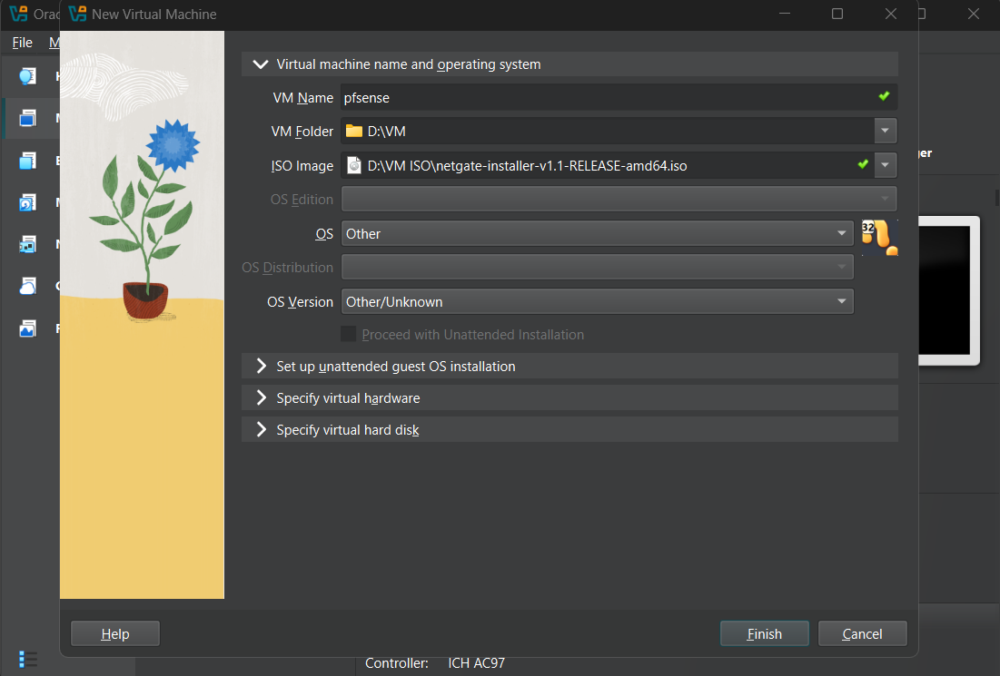 Orac
New Virtual Machine
File M
Virtual machine name and operating system
VM Name pfsense
VM Folder D:\VM
ISO Image D:\VM ISO\netgate-installer-v1.1-RELEASE-amd64.iso
OS Edition
OS Other
32
OS Distribution
OS Version Other/Unknown
Proceed with Unattended Installation
Set up unattended guest OS installation
Specify virtual hardware
Specify virtual hard disk
Help Finish Cancel
ger
Controller: ICH AC97